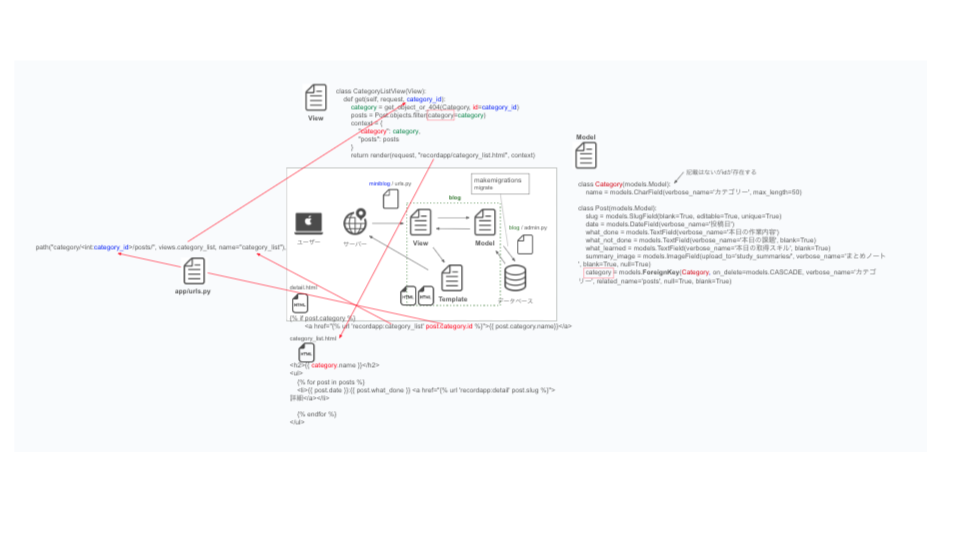 View
class CategoryListView(View):
def get(self, request, category_id):
category = get_object_or_404(Category, id=category_id)
posts = Post.objects.filter(category=category)
context = {
"category": category,
"posts": posts
}
return render(request, "recordapp/category_list.html", context)
Model
記載はないがidが存在する
class Category(models.Model):
name = models.CharField(verbose_name='カテゴリー', max_length=50)
class Post(models.Model):
slug = models.SlugField(blank=True, editable=True, unique=True)
date = models.DateField(verbose_name='投稿日')
what_done = models.TextField(verbose_name='本日の作業内容')
what_not_done = models.TextField(verbose_name='本日の課題', blank=True)
what_learned = models.TextField(verbose_name='本日の取得スキル', blank=True)
summary_image = models.ImageField(upload_to='study_summaries/', verbose_name='まとめノート
', blank=True, null=True)
category = models.ForeignKey(Category, on_delete=models.CASCADE, verbose_name='カテゴ
リー', related_name='posts', null=True, blank=True)
miniblog / urls.py
makemigrations
migrate
blog
blog / admin.py
ユーザー
サーバー
View
Model
HTML
HTML
Template
データベース
path("category/<int:category_id>/posts/", views.category_list, name="category_list"),
app/urls.py
detail.html
HTML
{% if post.category %}
<a href="{% url 'recordapp:category_list' post.category.id %}">{{ post.category.name}}</a>
category_list.html
HTML
<h2>{{ category.name }}</h2>
<ul>
{% for post in posts %}
<li>{{ post.date }} {{ post.what_done }} <a href="{% url 'recordapp:detail' post.slug %}">
詳細</a></li>
{% endfor %}
</ul>